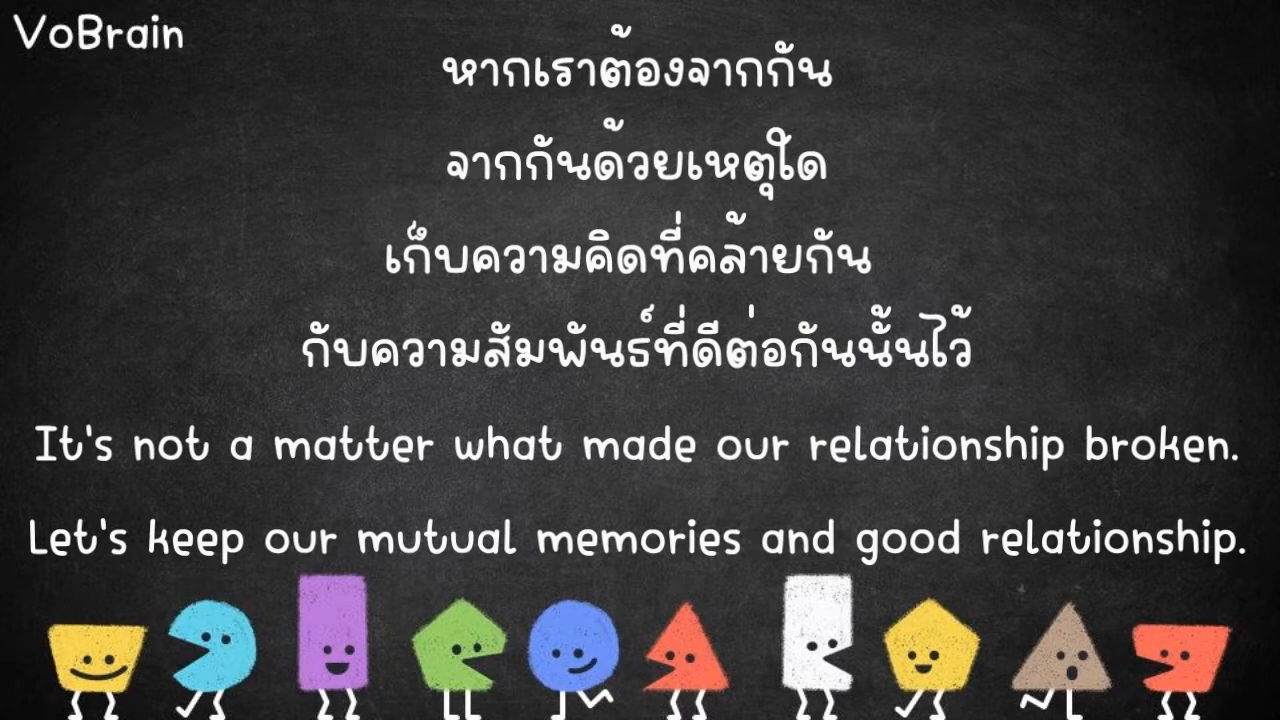 VoBrain
หากเราต้องจากกัน
จากกันด้วยเหตุใด
เก็บความคิดที่คล้ายกัน
กับความสัมพันธ์ที่ดีต่อกันนั้นไว้
It's not a matter what made our relationship broken.
Let's keep our mutual memories and good relationship.